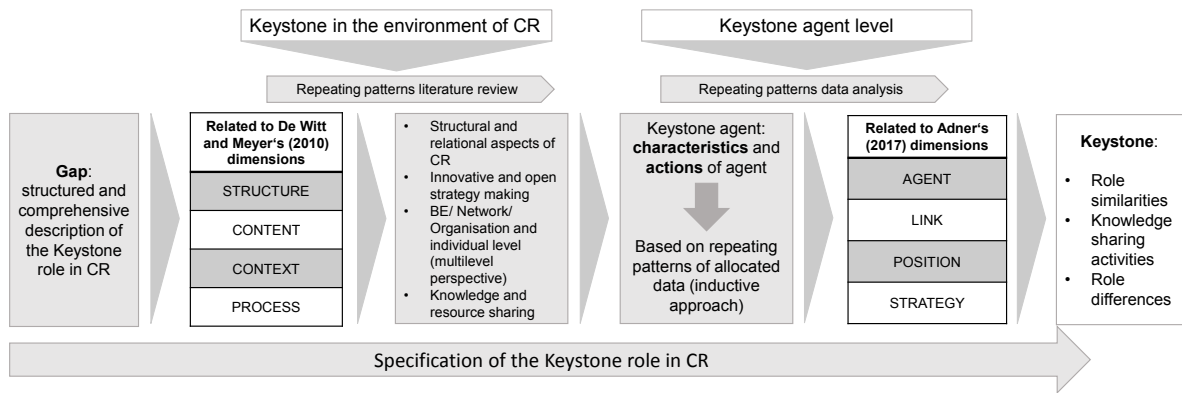 Keystone in the environment of CR
Keystone agent level
Repeating patterns literature review
Repeating patterns data analysis
Gap:
structured and
comprehensive
description of
the Keystone
role in CR
Related to De Witt
and Meyer‘s (2010)
dimensions
STRUCTURE
CONTENT
CONTEXT
PROCESS
• Structural and
relational aspects of
CR
• Innovative and open
strategy making
• BE/ Network/
Organisation and
individual level
(multilevel
perspective)
• Knowledge and
resource sharing
Keystone agent:
characteristics and
actions of agent
Based on repeating
patterns of allocated
data (inductive
approach)
Related to Adner‘s
(2017) dimensions
AGENT
LINK
POSITION
STRATEGY
Keystone:
• Role
similarities
• Knowledge
sharing
activities
• Role
differences
Specification of the Keystone role in CR